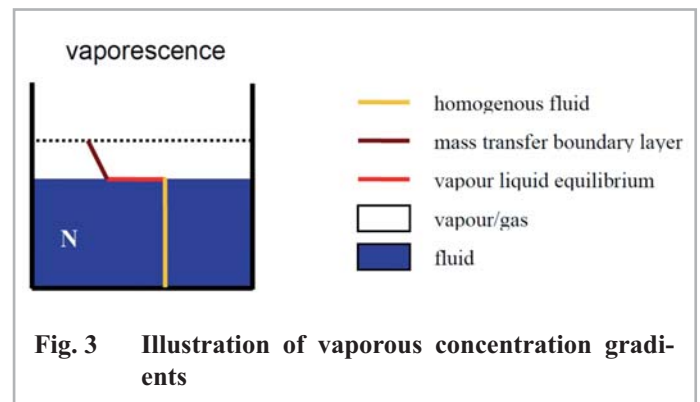 vaporescence
N
homogenous fluid
mass transfer boundary layer
vapour liquid equilibrium
vapour/gas
fluid
Fig. 3 Illustration of vaporous concentration gradi-
ents